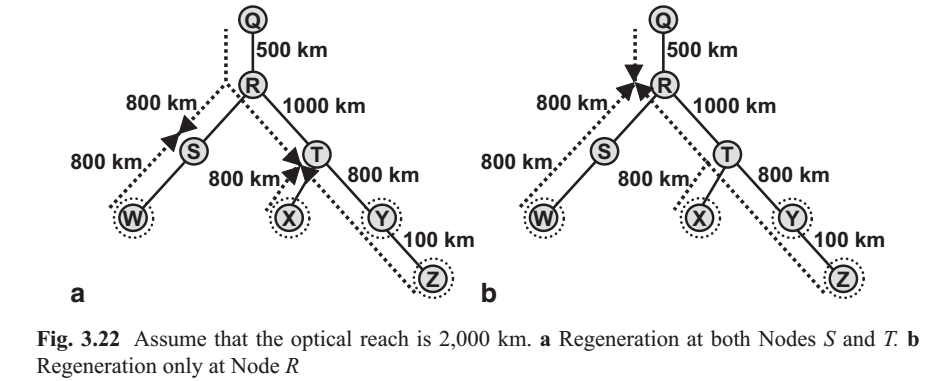 Q
500 km
R
800 km
1000 km
S
T
800 km
800 km
800 km
W
X
Y
100 km
Z
a
Q
500 km
R
800 km
1000 km
S
T
800 km
800 km
800 km
W
X
Y
100 km
Z
b
Fig. 3.22 Assume that the optical reach is 2,000 km. a Regeneration at both Nodes S and T. b
Regeneration only at Node R